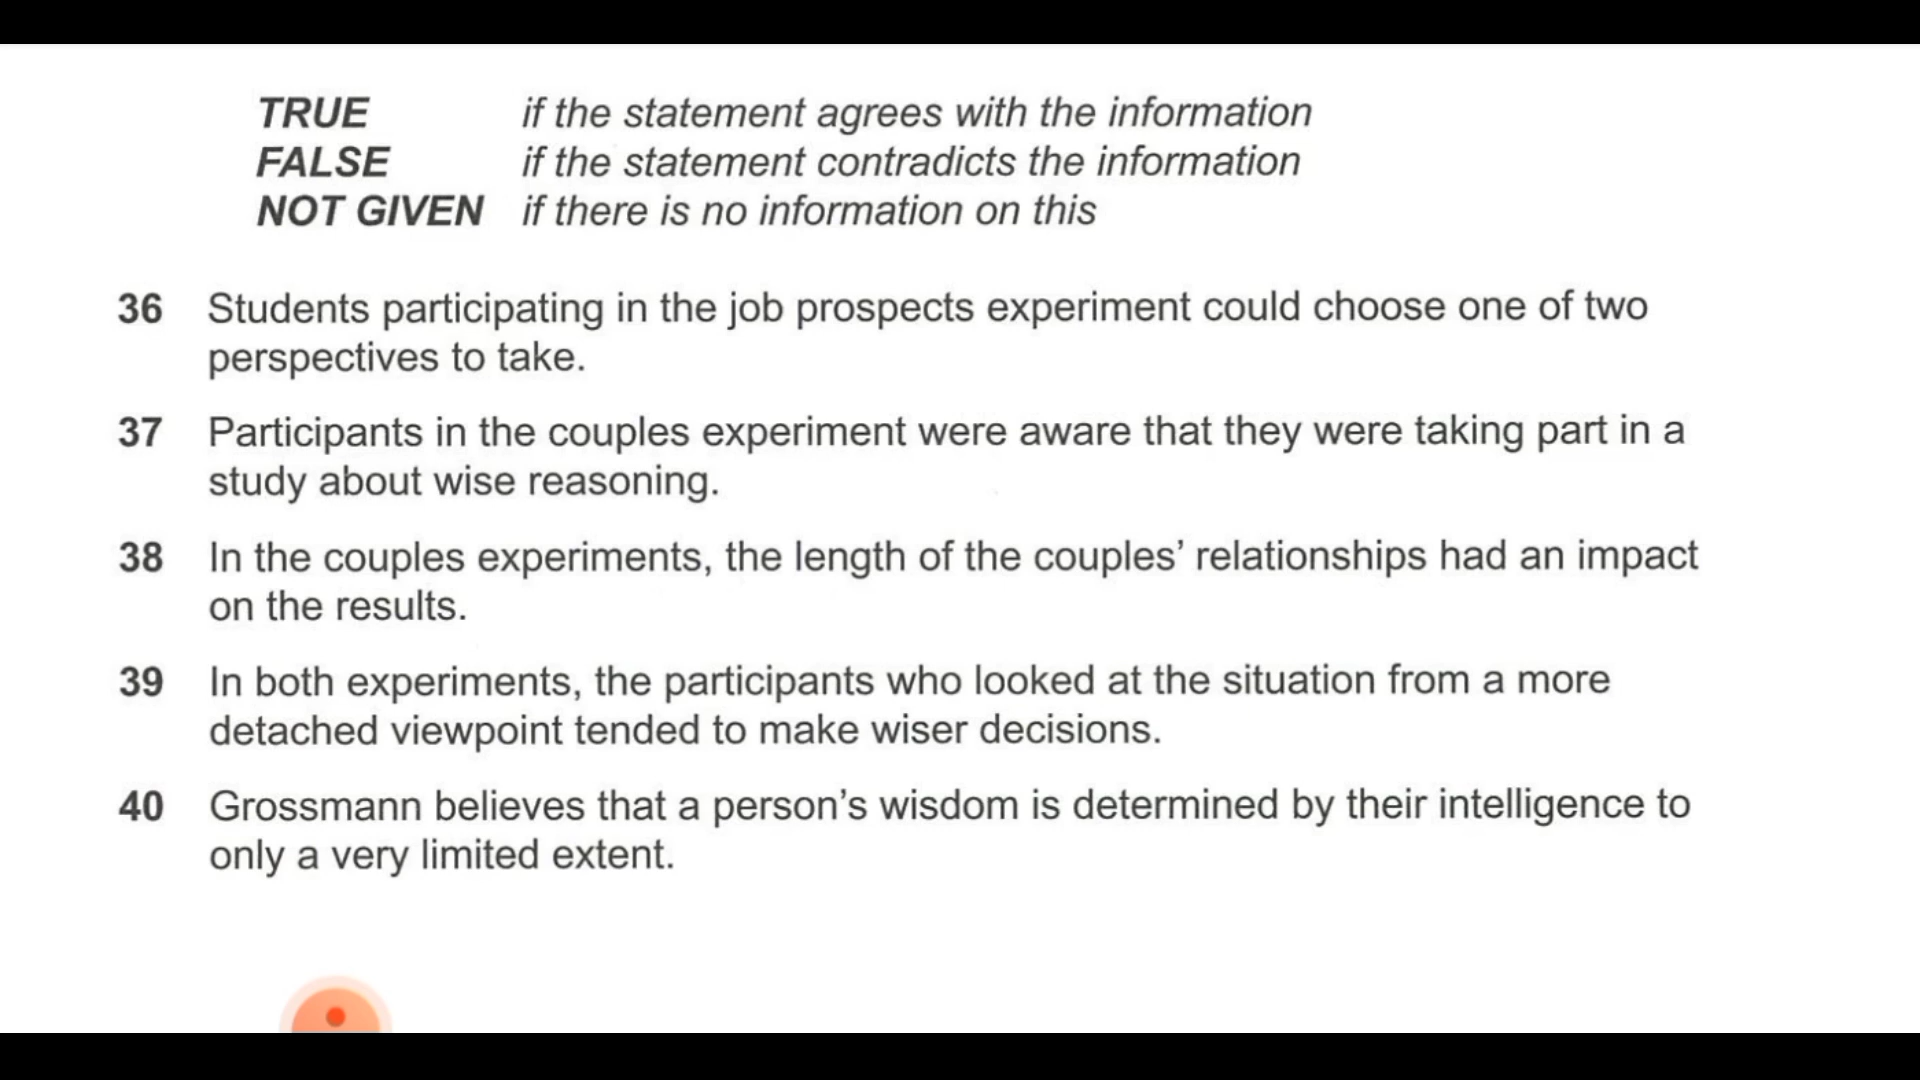 TRUE if the statement agrees with the information
FALSE if the statement contradicts the information
NOT GIVEN if there is no information on this
36 Students participating in the job prospects experiment could choose one of two
perspectives to take.
37 Participants in the couples experiment were aware that they were taking part in a
study about wise reasoning.
38 In the couples experiments, the length of the couples’ relationships had an impact
on the results.
39 In both experiments, the participants who looked at the situation from a more
detached viewpoint tended to make wiser decisions.
40 Grossmann believes that a person’s wisdom is determined by their intelligence to
only a very limited extent.